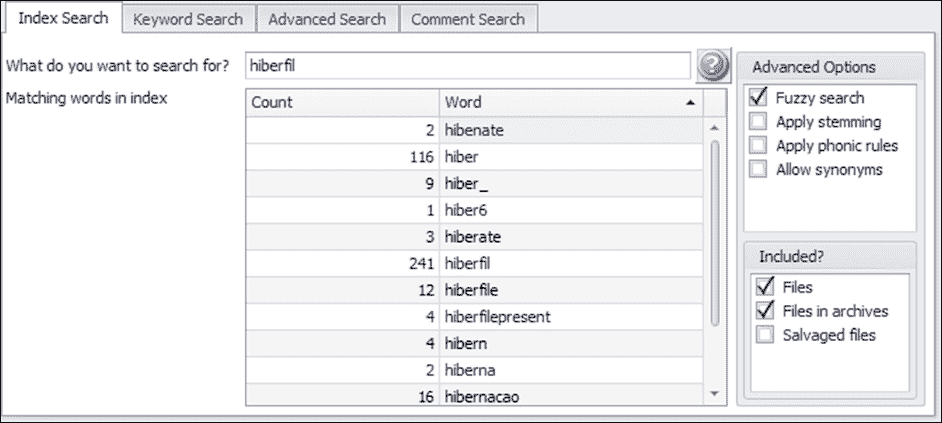 Index Search Keyword Search Advanced Search Comment Search
What do you want to search for? hiberfil
Matching words in index
Count Word
2 hibenate
116 hiber
9 hiber_
1 hiber6
3 hiberate
241 hiberfil
12 hiberfile
4 hiberfilepresent
4 hibern
2 hiberna
16 hibernacao
Advanced Options
Fuzzy search
Apply stemming
Apply phonic rules
Allow synonyms
Included?
Files
Files in archives
Salvaged files